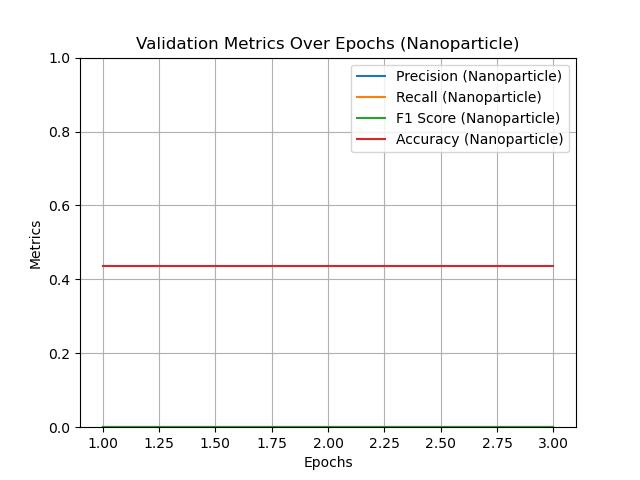 Validation Metrics Over Epochs (Nanoparticle)
1.0
0.8
0.6
0.4
0.2
0.0
Metrics
Precision (Nanoparticle)
Recall (Nanoparticle)
F1 Score (Nanoparticle)
Accuracy (Nanoparticle)
1.00 1.25 1.50 1.75 2.00 2.25 2.50 2.75 3.00
Epochs